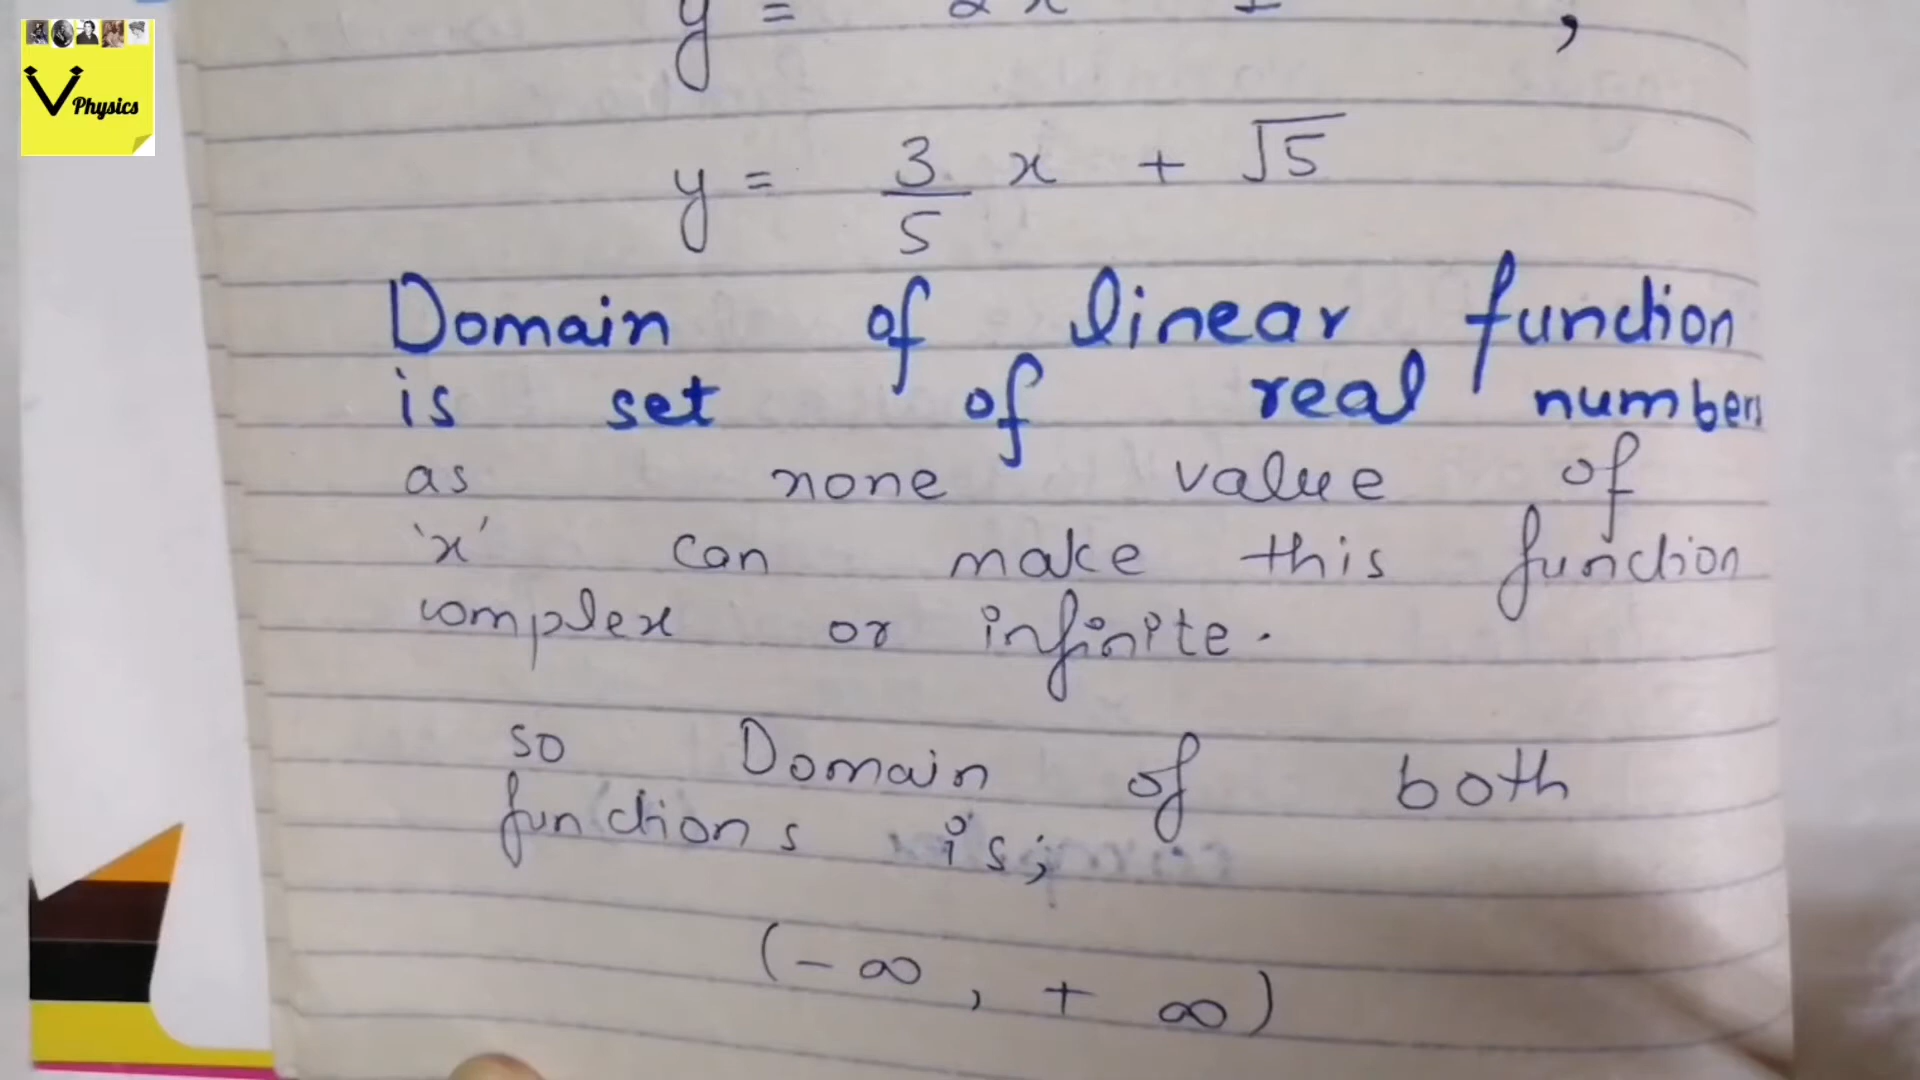 Physics
y =
y = 3/5 x + √5
Domain of linear function
is set of real numbers
as none value of
'x' can make this function
complex or infinite.
so Domain of both
functions is;
(-∞, +∞)